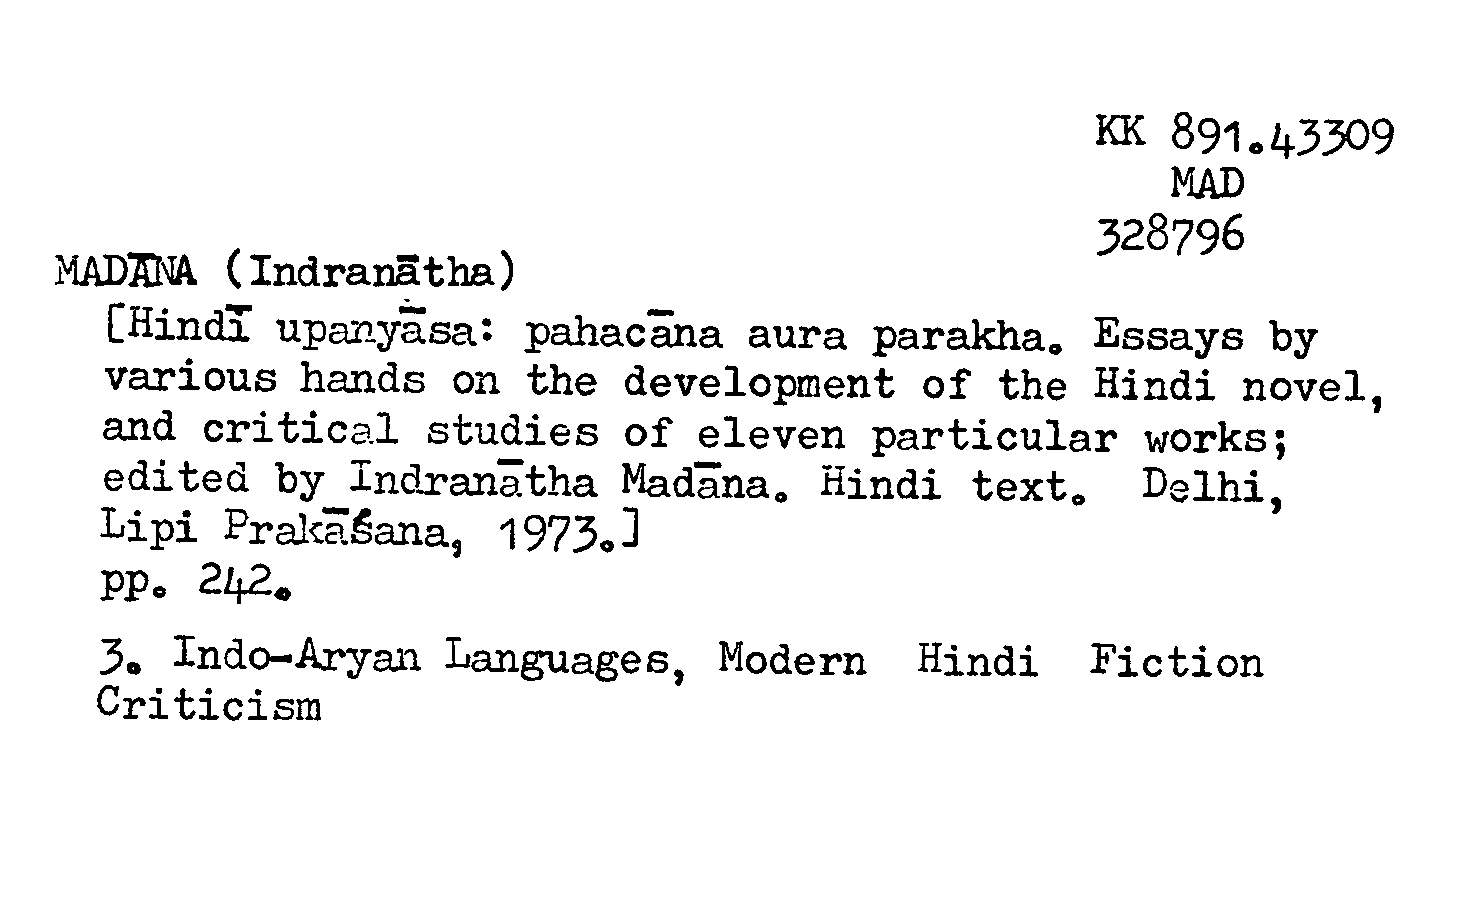 KK 891.43309
MAD
328796
MADĀNA (Indranātha)
[Hindī upanyāsa: pahacāna aura parakha. Essays by
various hands on the development of the Hindi novel,
and critical studies of eleven particular works;
edited by Indranātha Madāna. Hindi text. Delhi,
Lipi Prakāśana, 1973.]
pp. 242.
3. Indo-Aryan Languages, Modern Hindi Fiction
Criticism